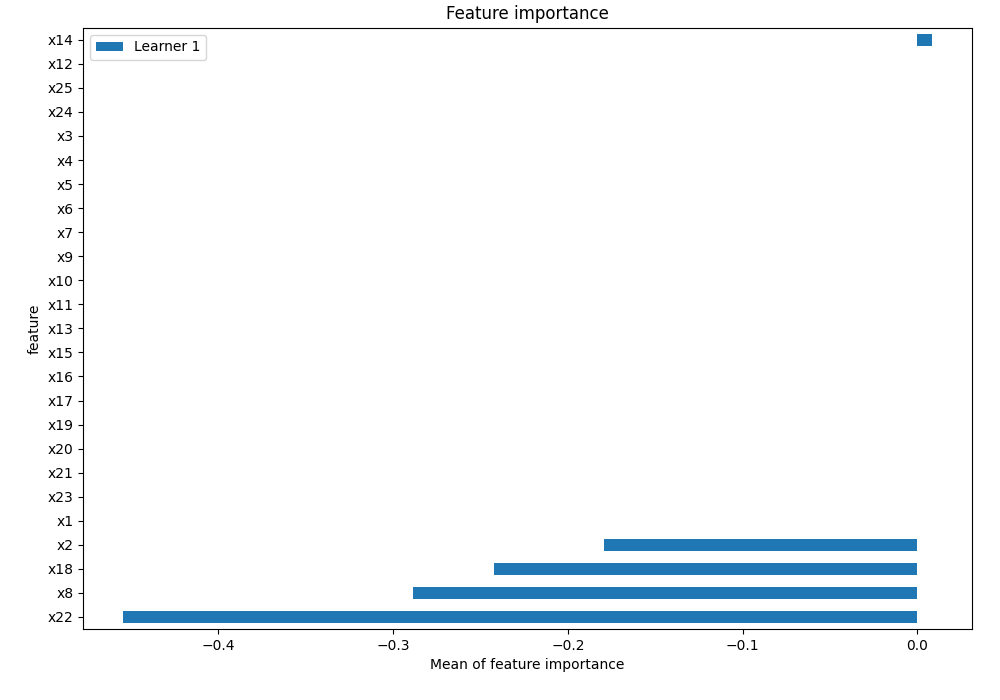 Feature importance
Learner 1
x14
x12
x25
x24
x3
x4
x5
x6
x7
x9
x10
x11
x13
x15
x16
x17
x19
x20
x21
x23
x1
x2
x18
x8
x22
feature
−0.4 −0.3 −0.2 −0.1 0.0
Mean of feature importance